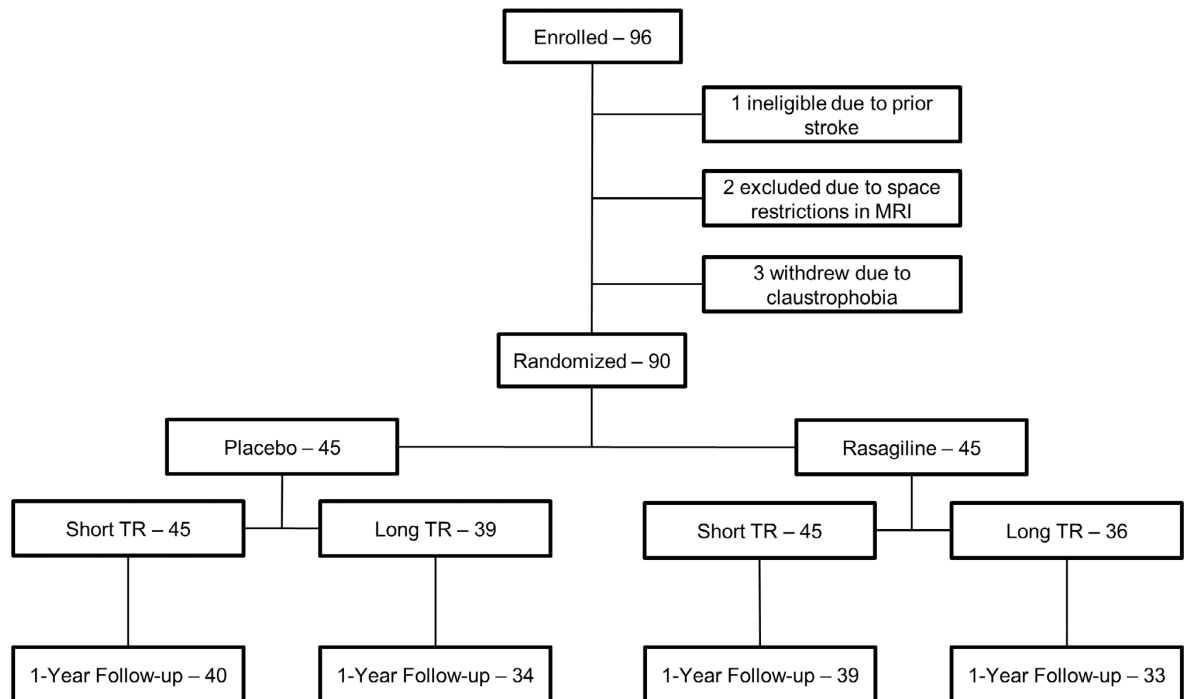 Enrolled – 96
1 ineligible due to prior
stroke
2 excluded due to space
restrictions in MRI
3 withdrew due to
claustrophobia
Randomized – 90
Placebo – 45
Rasagiline – 45
Short TR – 45
Long TR – 39
Short TR – 45
Long TR – 36
1-Year Follow-up – 40
1-Year Follow-up – 34
1-Year Follow-up – 39
1-Year Follow-up – 33